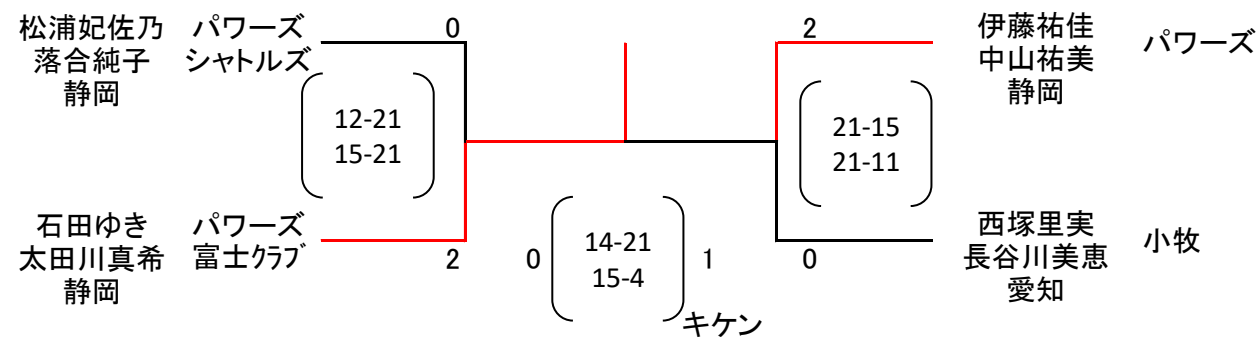 松浦妃佐乃 パワーズ 0
落合純子 シャトルズ
静岡
12-21
15-21
石田ゆき パワーズ
太田川真希 富士クラブ 2
静岡
0 14-21 1
15-4
キケン
2 伊藤祐佳 パワーズ
中山祐美
静岡
21-15
21-11
西塚里実 小牧
0 長谷川美恵
愛知